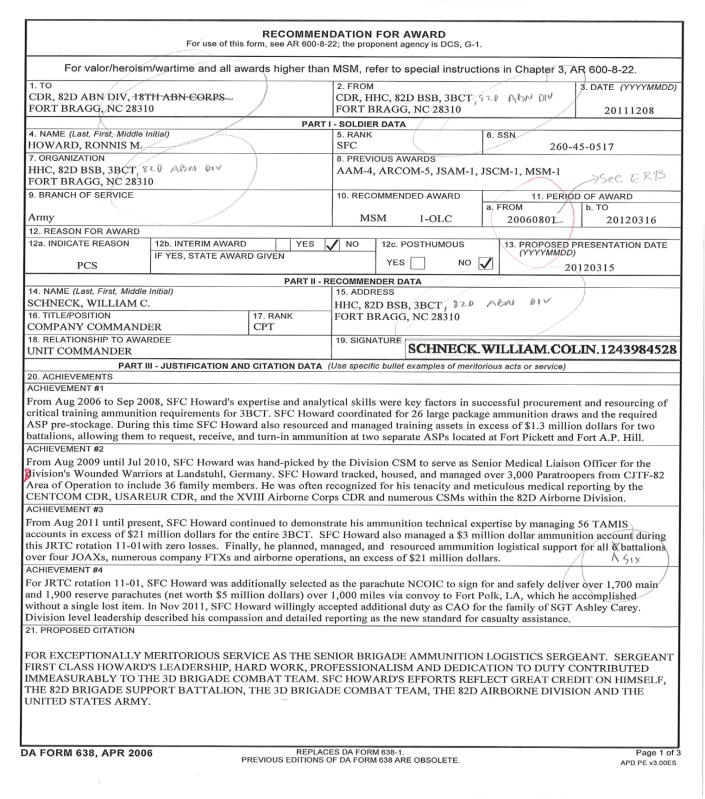 RECOMMENDATION FOR AWARD
For use of this form, see AR 600-8-22; the proponent agency is DCS, G-1.
For valor/heroism/wartime and all awards higher than MSM, refer to special instructions in Chapter 3, AR 600-8-22.
1. TO
CDR, 82D ABN DIV, 18TH ABN CORPS
FORT BRAGG, NC 28310
2. FROM
CDR, HHC, 82D BSB, 3BCT, 82D ABN DIV
FORT BRAGG, NC 28310
3. DATE (YYYYMMDD)
20111208
PART I - SOLDIER DATA
4. NAME (Last, First, Middle Initial)
HOWARD, RONNIS M.
5. RANK
SFC
6. SSN
260-45-0517
7. ORGANIZATION
HHC, 82D BSB, 3BCT, 82D ABN DIV
FORT BRAGG, NC 28310
8. PREVIOUS AWARDS
AAM-4, ARCOM-5, JSAM-1, JSCM-1, MSM-1
See ERB
9. BRANCH OF SERVICE
Army
10. RECOMMENDED AWARD
MSM 1-OLC
11. PERIOD OF AWARD
a. FROM
20060801
b. TO
20120316
12. REASON FOR AWARD
12a. INDICATE REASON
PCS
12b. INTERIM AWARD YES NO
IF YES, STATE AWARD GIVEN
12c. POSTHUMOUS
YES NO
13. PROPOSED PRESENTATION DATE
(YYYYMMDD)
20120315
PART II - RECOMMENDER DATA
14. NAME (Last, First, Middle Initial)
SCHNECK, WILLIAM C.
15. ADDRESS
HHC, 82D BSB, 3BCT, 82D ABN DIV
FORT BRAGG, NC 28310
16. TITLE/POSITION
COMPANY COMMANDER
17. RANK
CPT
18. RELATIONSHIP TO AWARDEE
UNIT COMMANDER
19. SIGNATURE
SCHNECK.WILLIAM.COLIN.1243984528
PART III - JUSTIFICATION AND CITATION DATA (Use specific bullet examples of meritorious acts or service)
20. ACHIEVEMENTS
ACHIEVEMENT #1
From Aug 2006 to Sep 2008, SFC Howard's expertise and analytical skills were key factors in successful procurement and resourcing of
critical training ammunition requirements for 3BCT. SFC Howard coordinated for 26 large package ammunition draws and the required
ASP pre-stockage. During this time SFC Howard also resourced and managed training assets in excess of $1.3 million dollars for two
battalions, allowing them to request, receive, and turn-in ammunition at two separate ASPs located at Fort Pickett and Fort A.P. Hill.
ACHIEVEMENT #2
From Aug 2009 until Jul 2010, SFC Howard was hand-picked by the Division CSM to serve as Senior Medical Liaison Officer for the
division's Wounded Warriors at Landstuhl, Germany. SFC Howard tracked, housed, and managed over 3,000 Paratroopers from CJTF-82
Area of Operation to include 36 family members. He was often recognized for his tenacity and meticulous medical reporting by the
CENTCOM CDR, USAREUR CDR, and the XVIII Airborne Corps CDR and numerous CSMs within the 82D Airborne Division.
ACHIEVEMENT #3
From Aug 2011 until present, SFC Howard continued to demonstrate his ammunition technical expertise by managing 56 TAMIS
accounts in excess of $21 million dollars for the entire 3BCT. SFC Howard also managed a $3 million dollar ammunition account during
this JRTC rotation 11-01with zero losses. Finally, he planned, managed, and resourced ammunition logistical support for all 6 battalions
over four JOAXs, numerous company FTXs and airborne operations, an excess of $21 million dollars.
SIX
ACHIEVEMENT #4
For JRTC rotation 11-01, SFC Howard was additionally selected as the parachute NCOIC to sign for and safely deliver over 1,700 main
and 1,900 reserve parachutes (net worth $5 million dollars) over 1,000 miles via convoy to Fort Polk, LA, which he accomplished
without a single lost item. In Nov 2011, SFC Howard willingly accepted additional duty as CAO for the family of SGT Ashley Carey.
Division level leadership described his compassion and detailed reporting as the new standard for casualty assistance.
21. PROPOSED CITATION
FOR EXCEPTIONALLY MERITORIOUS SERVICE AS THE SENIOR BRIGADE AMMUNITION LOGISTICS SERGEANT. SERGEANT
FIRST CLASS HOWARD'S LEADERSHIP, HARD WORK, PROFESSIONALISM AND DEDICATION TO DUTY CONTRIBUTED
IMMEASURABLY TO THE 3D BRIGADE COMBAT TEAM. SFC HOWARD'S EFFORTS REFLECT GREAT CREDIT ON HIMSELF,
THE 82D BRIGADE SUPPORT BATTALION, THE 3D BRIGADE COMBAT TEAM, THE 82D AIRBORNE DIVISION AND THE
UNITED STATES ARMY.
DA FORM 638, APR 2006
REPLACES DA FORM 638-1.
PREVIOUS EDITIONS OF DA FORM 638 ARE OBSOLETE.
Page 1 of 3
APD PE v3.00ES